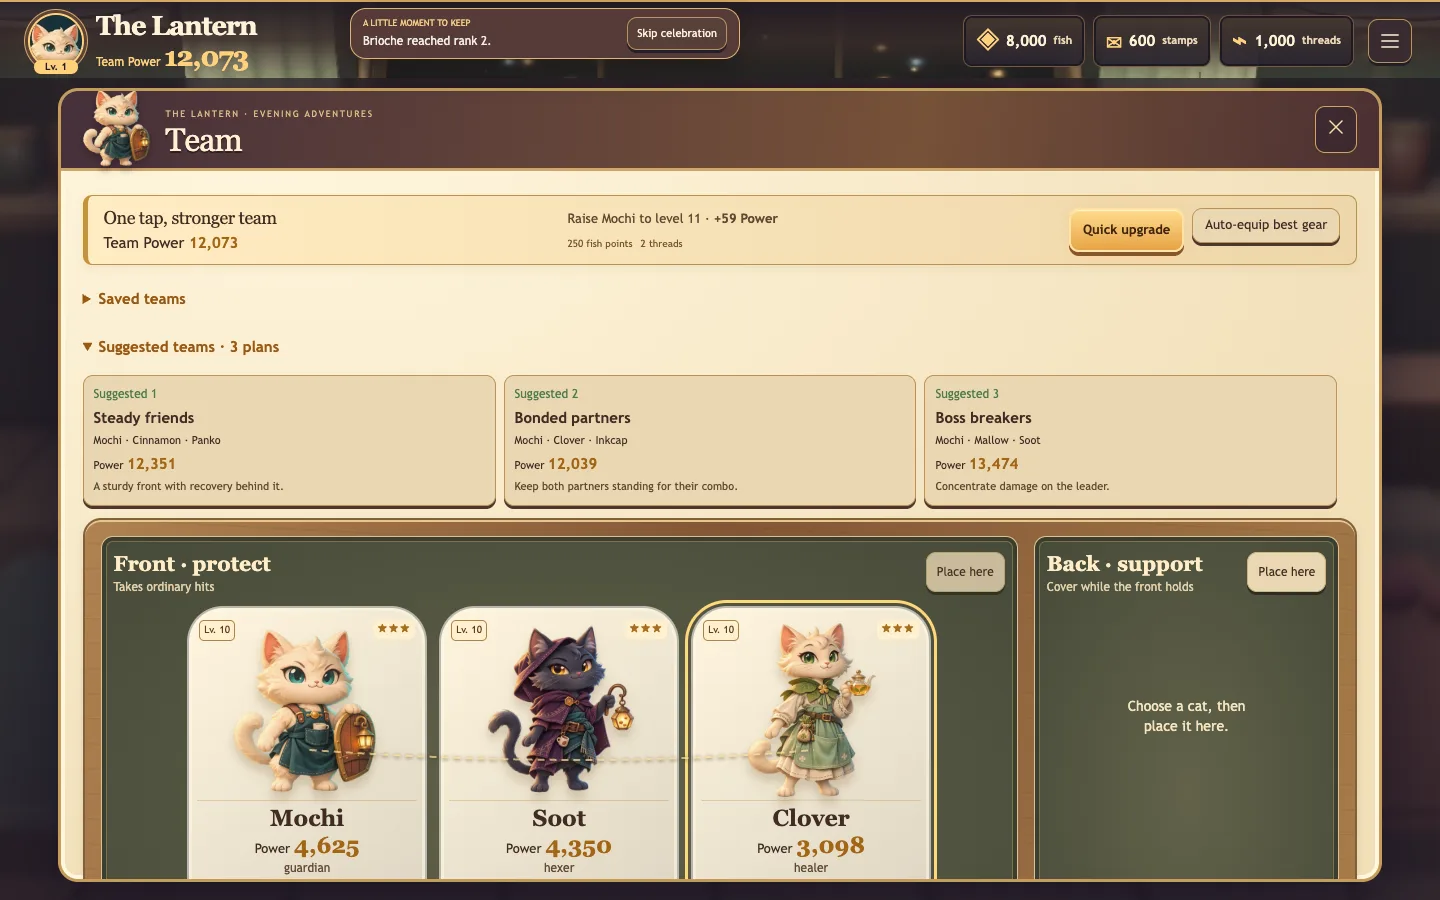 The Lantern
Team Power 12,073
Lv. 1
A LITTLE MOMENT TO KEEP
Brioche reached rank 2.
Skip celebration
8,000 fish
600 stamps
1,000 threads
THE LANTERN · EVENING ADVENTURES
Team
One tap, stronger team
Team Power 12,073
Raise Mochi to level 11 · +59 Power
250 fish points 2 threads
Quick upgrade
Auto-equip best gear
Saved teams
Suggested teams · 3 plans
Suggested 1
Steady friends
Mochi · Cinnamon · Panko
Power 12,351
A sturdy front with recovery behind it.
Suggested 2
Bonded partners
Mochi · Clover · Inkcap
Power 12,039
Keep both partners standing for their combo.
Suggested 3
Boss breakers
Mochi · Mallow · Soot
Power 13,474
Concentrate damage on the leader.
Front · protect
Takes ordinary hits
Place here
Lv. 10
Mochi
Power 4,625
guardian
Lv. 10
Soot
Power 4,350
hexer
Lv. 10
Clover
Power 3,098
healer
Back · support
Cover while the front holds
Place here
Choose a cat, then
place it here.